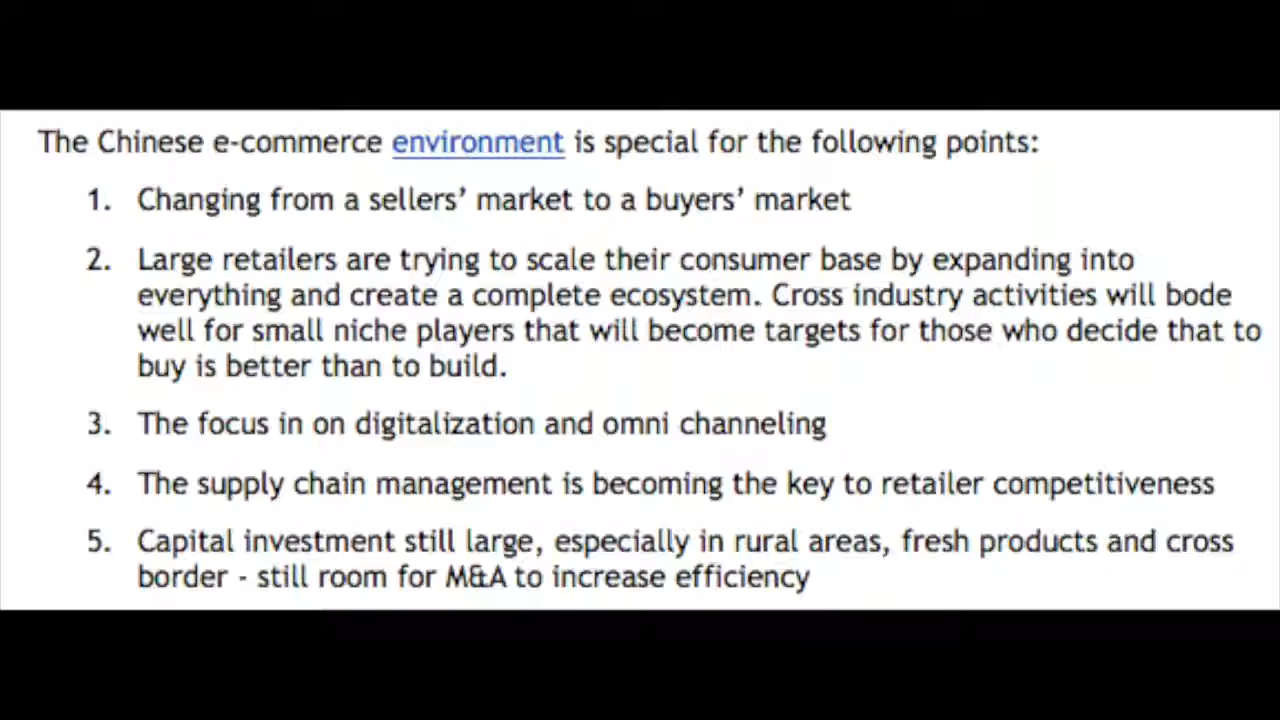 The Chinese e-commerce environment is special for the following points:
1. Changing from a sellers’ market to a buyers’ market
2. Large retailers are trying to scale their consumer base by expanding into
everything and create a complete ecosystem. Cross industry activities will bode
well for small niche players that will become targets for those who decide that to
buy is better than to build.
3. The focus in on digitalization and omni channeling
4. The supply chain management is becoming the key to retailer competitiveness
5. Capital investment still large, especially in rural areas, fresh products and cross
border - still room for M&A to increase efficiency